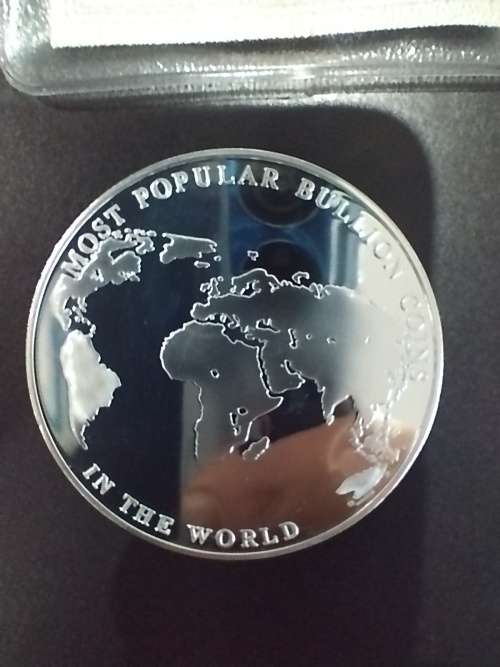 MOST POPULAR BULLION COINS
IN THE WORLD